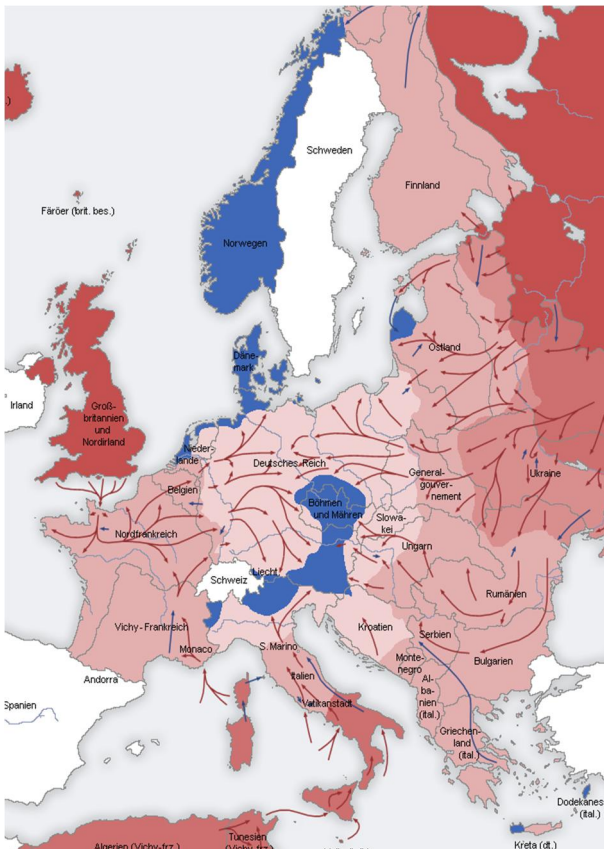 .)
Schweden
Finnland
Färöer (brit. bes.)
Norwegen
Däne-
mark
Ostland
Irland
Groß-
britannien
und
Nordirland
Nieder-
lande
Deutsches Reich
Belgien
General-
gouver-
nement
Ukraine
Böhmen
und Mähren
Slowa-
kei
Nordfrankreich
Ungarn
Liecht.
Schweiz
Rumänien
Vichy-Frankreich
Kroatien
Serbien
Monaco
S. Marino
Monte-
negro
Bulgarien
Andorra
Italien
Al-
ba-
nien
(ital.)
Spanien
Vatikanstadt
Griechen-
land
(ital.)
Dodekanes
(ital.)
Algerien (Vichy-frz.)
Tunesien
(Vichy-frz.)
Kreta (dt.)